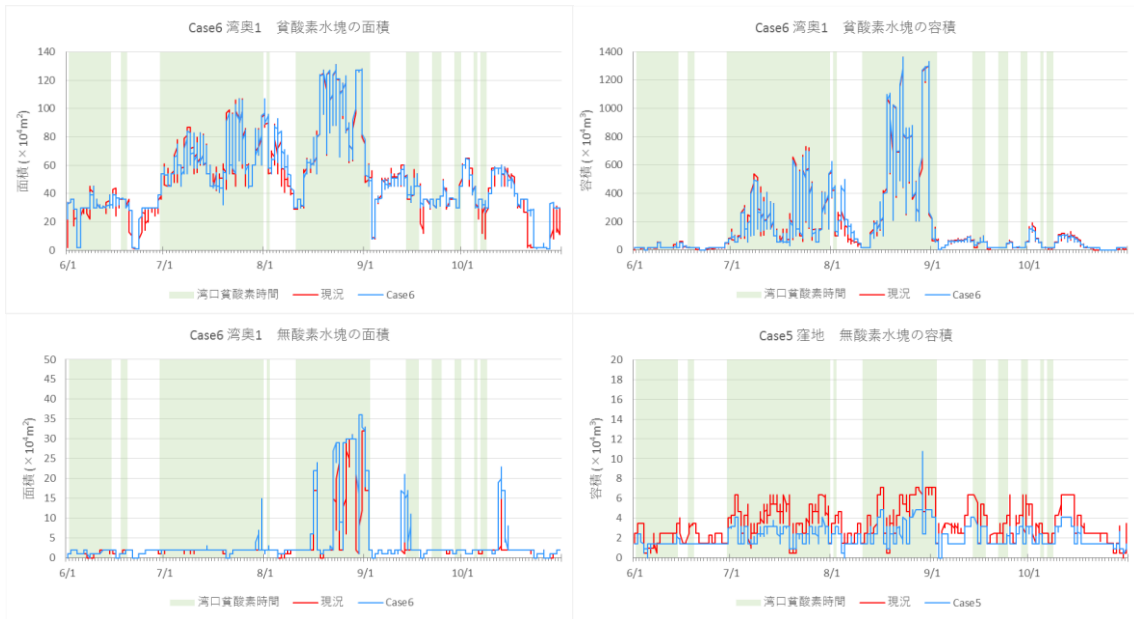 Case6 湾奥1 貧酸素水塊の面積
面積 (×10⁴m²)
140
120
100
80
60
40
20
0
6/1 7/1 8/1 9/1 10/1
湾口貧酸素時間 現況 Case6
Case6 湾奥1 貧酸素水塊の容積
容積 (×10⁴m³)
1400
1200
1000
800
600
400
200
0
6/1 7/1 8/1 9/1 10/1
湾口貧酸素時間 現況 Case6
Case6 湾奥1 無酸素水塊の面積
面積 (×10⁴m²)
50
45
40
35
30
25
20
15
10
5
0
6/1 7/1 8/1 9/1 10/1
湾口貧酸素時間 現況 Case6
Case5 窪地 無酸素水塊の容積
容積 (×10⁴m³)
20
18
16
14
12
10
8
6
4
2
0
6/1 7/1 8/1 9/1 10/1
湾口貧酸素時間 現況 Case5